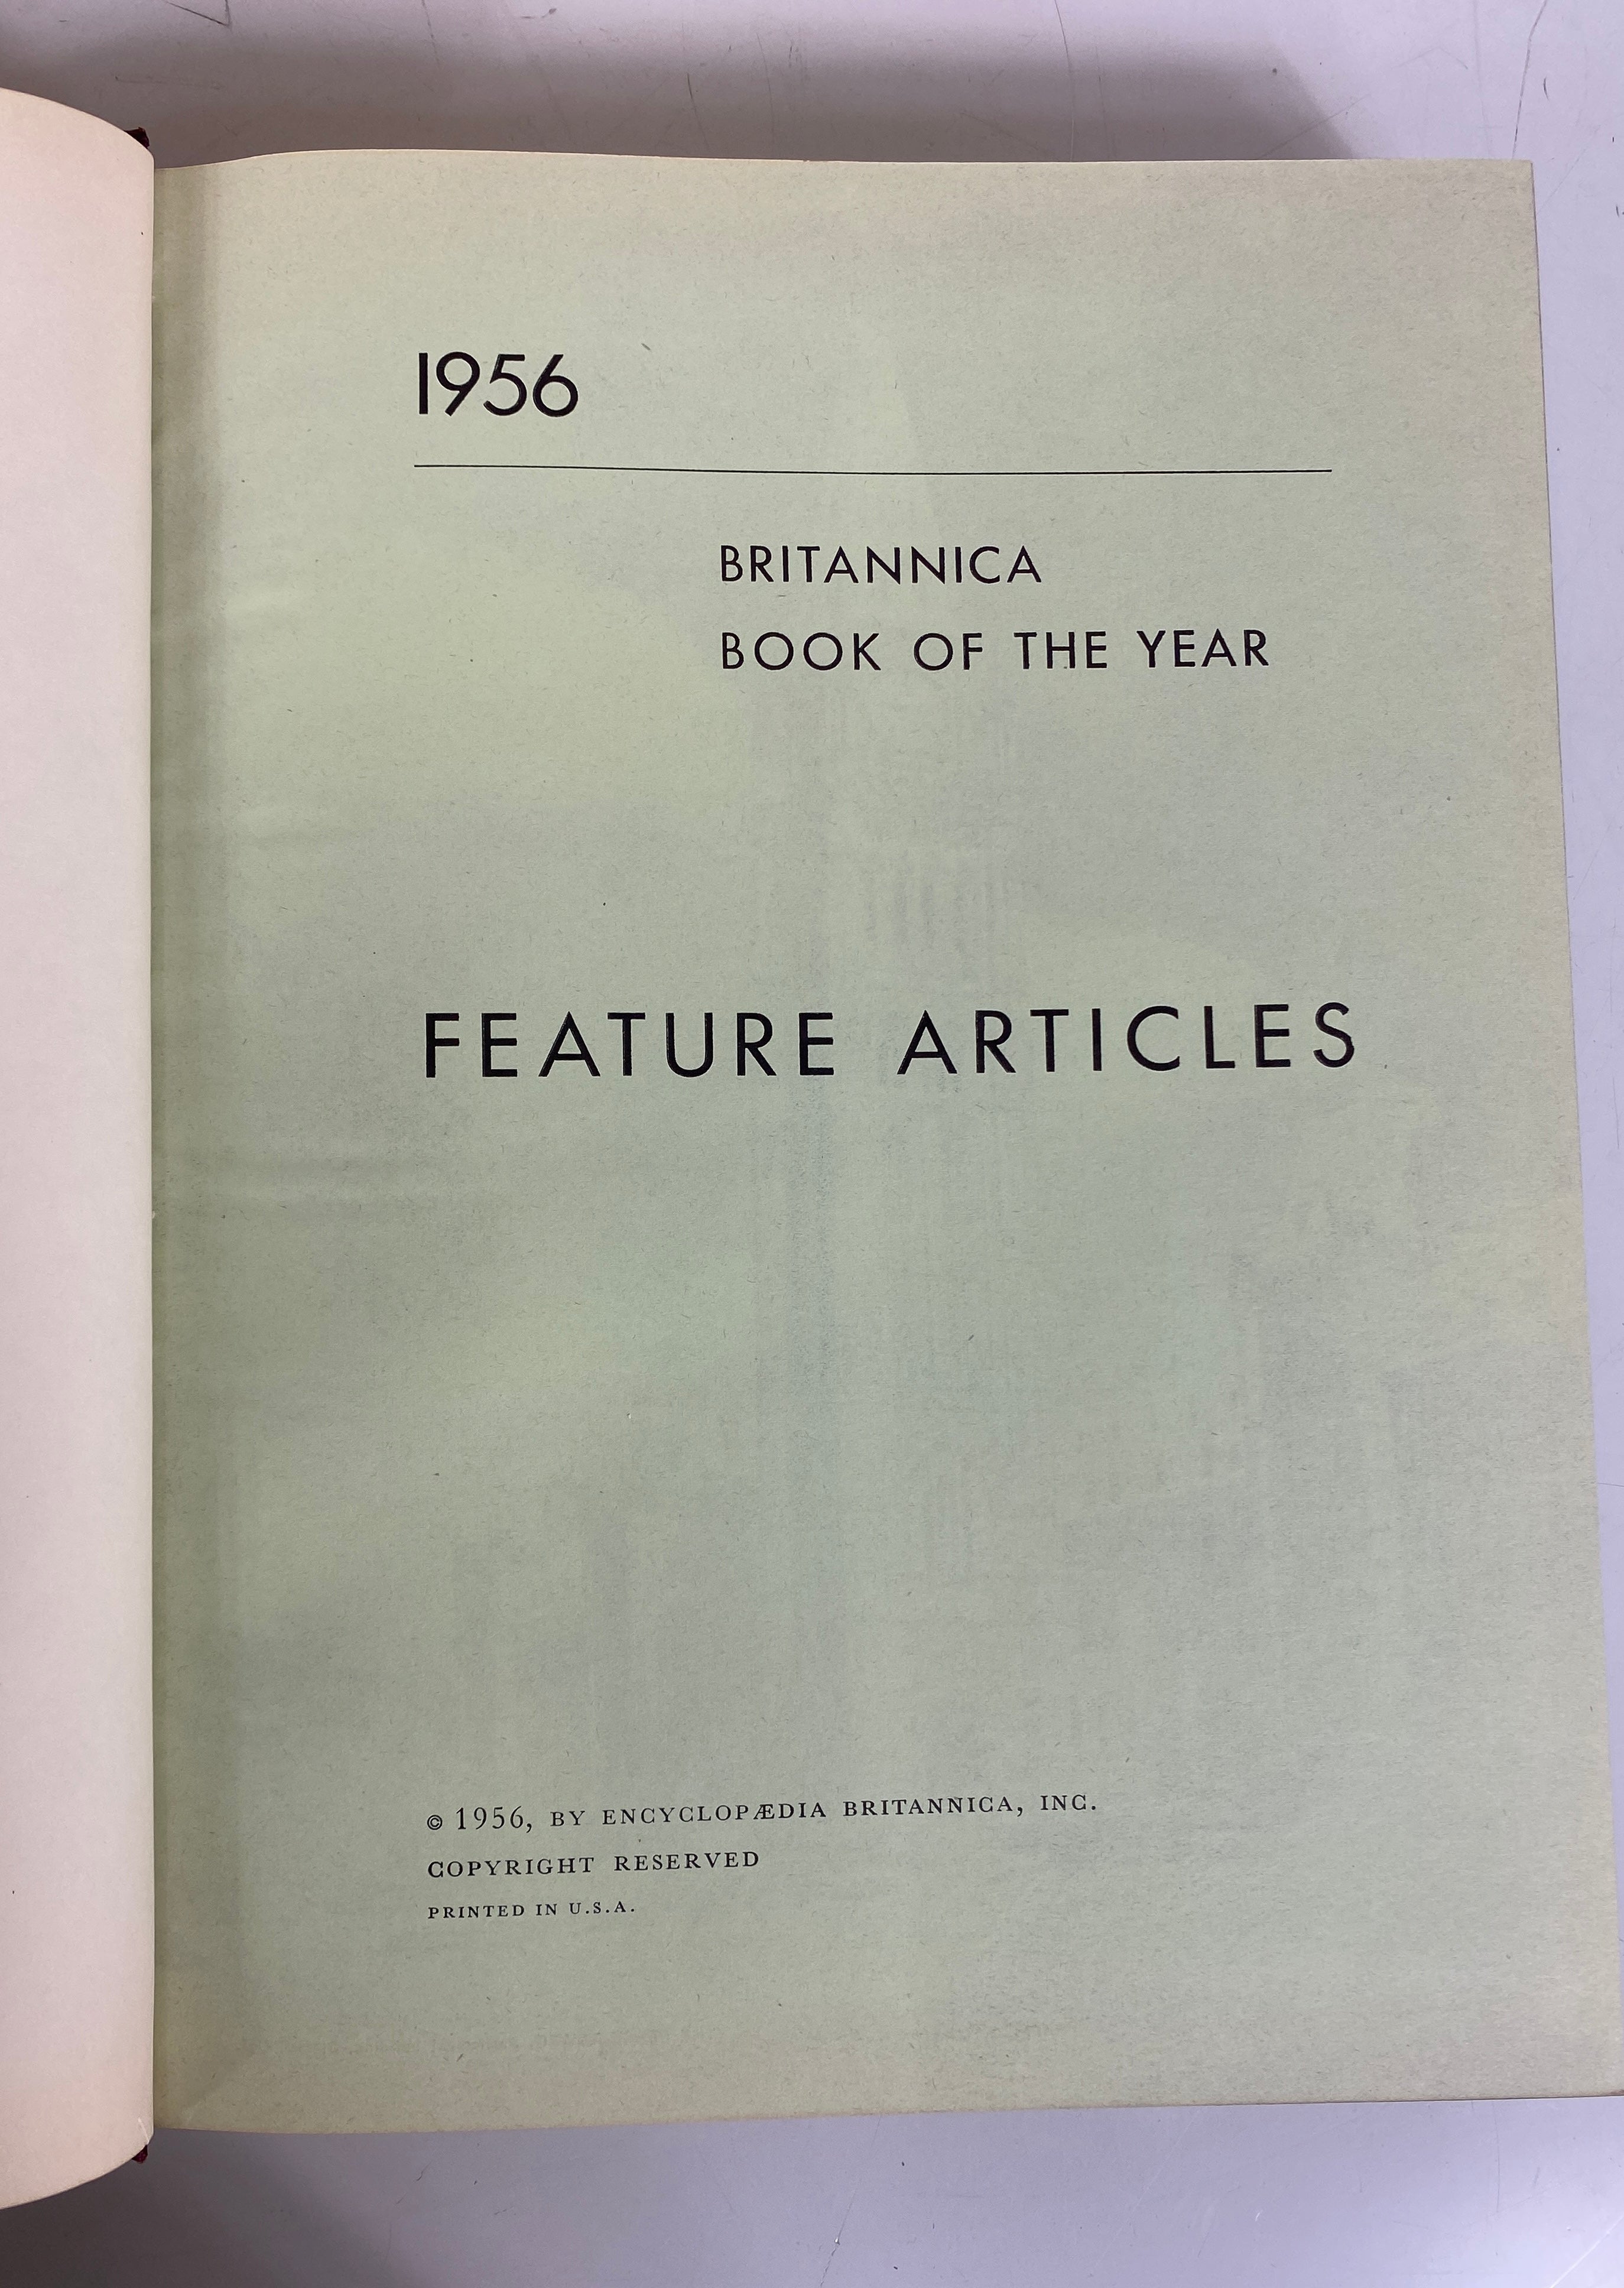 1956
BRITANNICA
BOOK OF THE YEAR
FEATURE ARTICLES
© 1956, BY ENCYCLOPÆDIA BRITANNICA, INC.
COPYRIGHT RESERVED
PRINTED IN U.S.A.